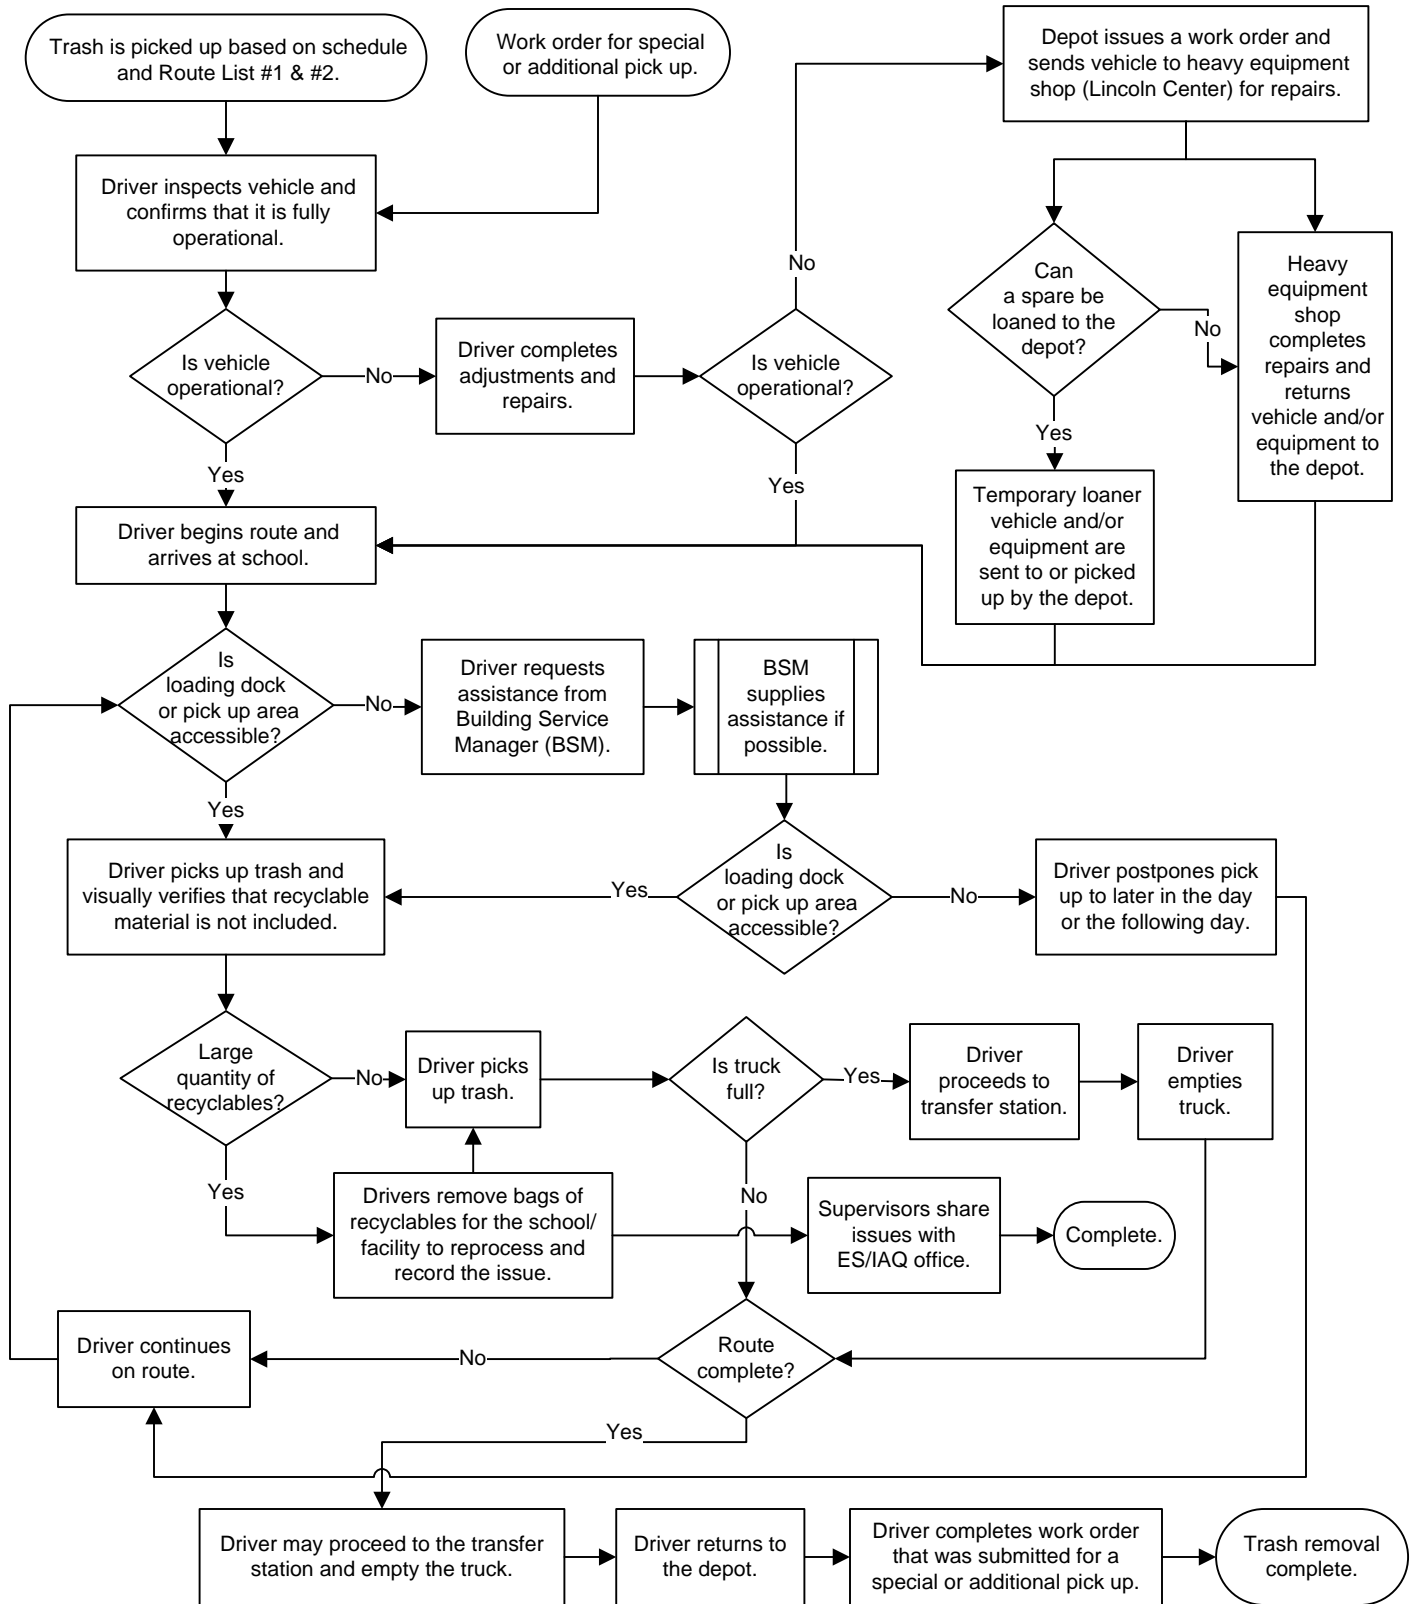 Trash is picked up based on schedule
and Route List #1 & #2.
Work order for special
or additional pick up.
Depot issues a work order and
sends vehicle to heavy equipment
shop (Lincoln Center) for repairs.
Driver inspects vehicle and
confirms that it is fully
operational.
No
Can
a spare be
loaned to the
depot?
No
Heavy
equipment
shop
completes
repairs and
returns
vehicle and/or
equipment to
the depot.
Is vehicle
operational?
No
Driver completes
adjustments and
repairs.
Is vehicle
operational?
Yes
Yes
Yes
Temporary loaner
vehicle and/or
equipment are
sent to or picked
up by the depot.
Driver begins route and
arrives at school.
Is
loading dock
or pick up area
accessible?
No
Driver requests
assistance from
Building Service
Manager (BSM).
BSM
supplies
assistance if
possible.
Yes
Driver picks up trash and
visually verifies that recyclable
material is not included.
Yes
Is
loading dock
or pick up area
accessible?
No
Driver postpones pick
up to later in the day
or the following day.
Large
quantity of
recyclables?
No
Driver picks
up trash.
Is truck
full?
Yes
Driver
proceeds to
transfer station.
Driver
empties
truck.
Yes
Drivers remove bags of
recyclables for the school/
facility to reprocess and
record the issue.
No
Supervisors share
issues with
ES/IAQ office.
Complete.
Driver continues
on route.
No
Route
complete?
Yes
Driver may proceed to the transfer
station and empty the truck.
Driver returns to
the depot.
Driver completes work order
that was submitted for a
special or additional pick up.
Trash removal
complete.